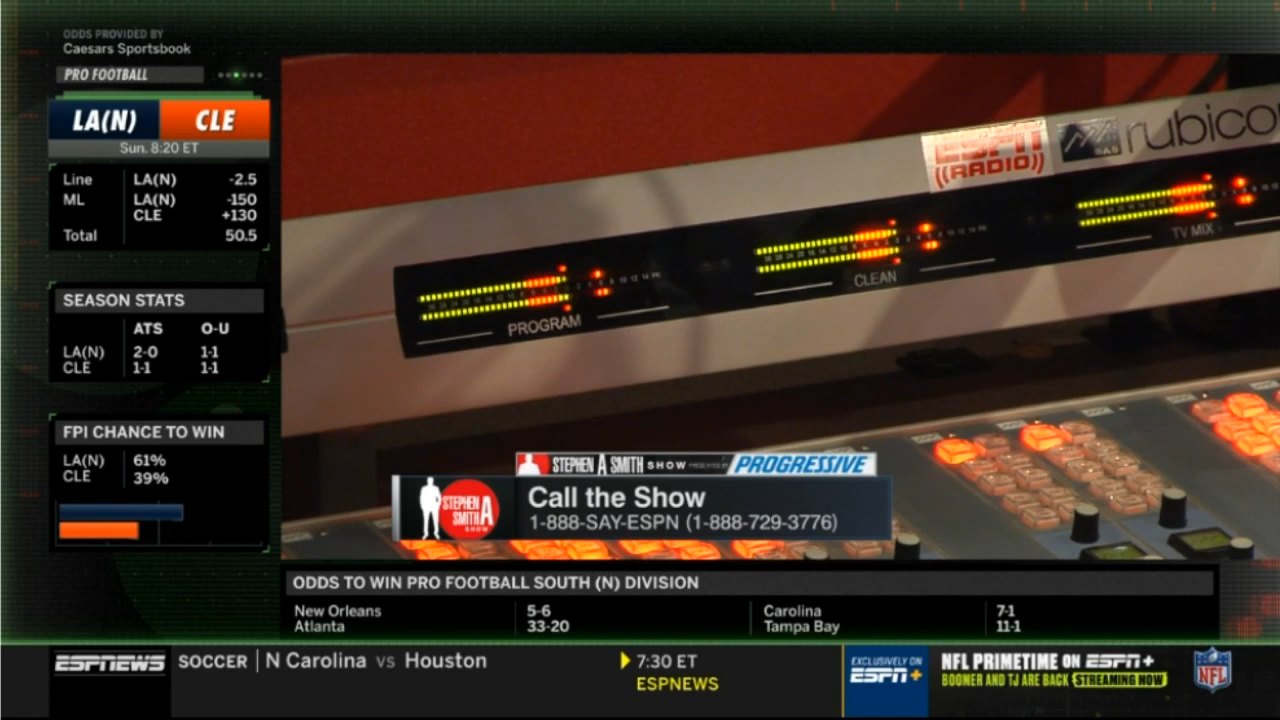 ODDS PROVIDED BY
Caesars Sportsbook
PRO FOOTBALL
LA(N) CLE
Sun. 8:20 ET
Line LA(N) -2.5
ML LA(N) -150
CLE +130
Total 50.5
SEASON STATS
ATS O-U
LA(N) 2-0 1-1
CLE 1-1 1-1
FPI CHANCE TO WIN
LA(N) 61%
CLE 39%
ESPN
((RADIO))
PROGRAM
CLEAN
TV MIX
STEPHEN A SMITH SHOW PRESENTED BY PROGRESSIVE
STEPHEN A
SMITH
SHOW
Call the Show
1-888-SAY-ESPN (1-888-729-3776)
ODDS TO WIN PRO FOOTBALL SOUTH (N) DIVISION
New Orleans 5-6 Carolina 7-1
Atlanta 33-20 Tampa Bay 11-1
ESPNEWS SOCCER N Carolina vs Houston 7:30 ET
ESPNEWS
EXCLUSIVELY ON
ESPN+
NFL PRIMETIME ON ESPN+
BOOMER AND TJ ARE BACK STREAMING NOW
NFL